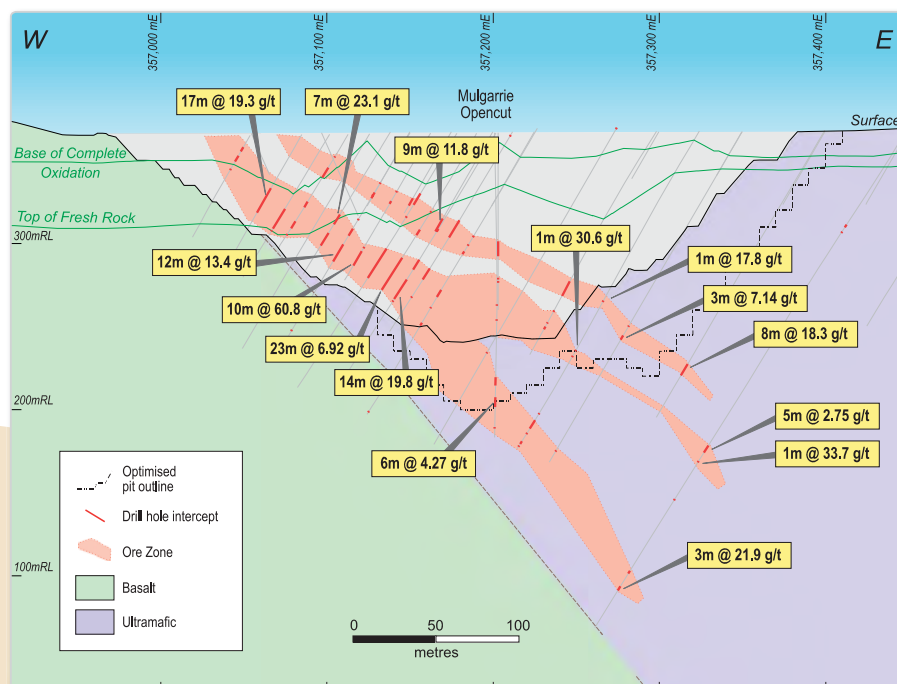 W
E
357,000 mE
357,100 mE
357,200 mE
357,300 mE
357,400 mE
17m @ 19.3 g/t
7m @ 23.1 g/t
Mulgarrie
Opencut
Surface
Base of Complete
Oxidation
9m @ 11.8 g/t
Top of Fresh Rock
300mRL
1m @ 30.6 g/t
12m @ 13.4 g/t
1m @ 17.8 g/t
3m @ 7.14 g/t
10m @ 60.8 g/t
8m @ 18.3 g/t
23m @ 6.92 g/t
14m @ 19.8 g/t
200mRL
5m @ 2.75 g/t
6m @ 4.27 g/t
1m @ 33.7 g/t
3m @ 21.9 g/t
100mRL
Optimised
pit outline
Drill hole intercept
Ore Zone
Basalt
Ultramafic
0 50 100
metres